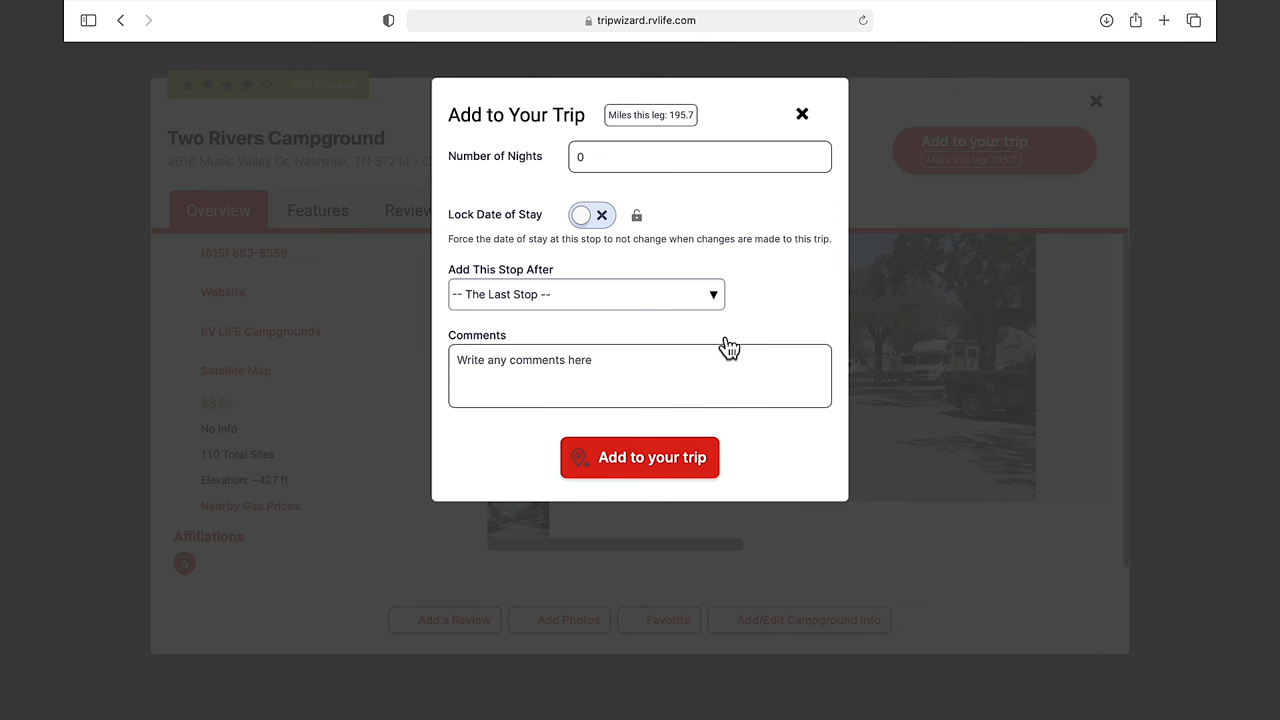 tripwizard.rvlife.com
358 Reviews
Two Rivers Campground
2616 Music Valley Dr, Nashville, TN 37214 - C
Add to your trip
Miles this leg: 195.7
Overview
Features
Review
(615) 883-8559
Website
RV LIFE Campgrounds
Satellite Map
$$$
No Info
110 Total Sites
Elevation: ~427 ft
Nearby Gas Prices
Affiliations
Add to Your Trip
Miles this leg: 195.7
Number of Nights
0
Lock Date of Stay
Force the date of stay at this stop to not change when changes are made to this trip.
Add This Stop After
-- The Last Stop --
Comments
Write any comments here
Add to your trip
Add a Review
Add Photos
Favorite
Add/Edit Campground Info